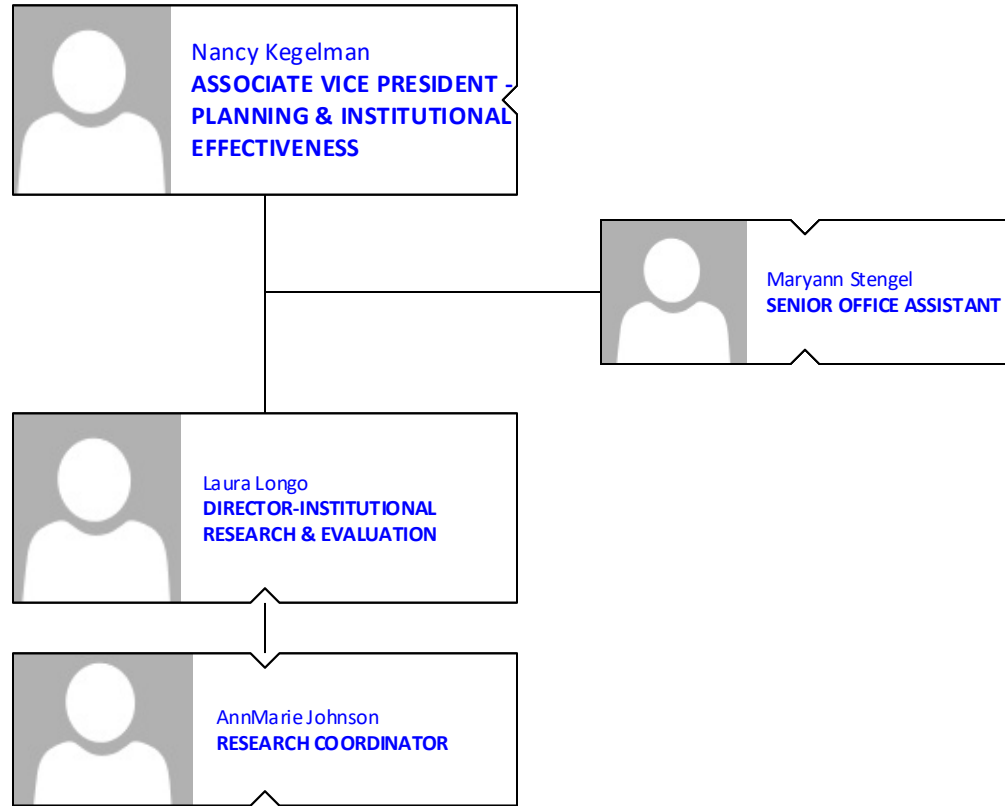 Nancy Kegelman
ASSOCIATE VICE PRESIDENT -
PLANNING & INSTITUTIONAL
EFFECTIVENESS
Maryann Stengel
SENIOR OFFICE ASSISTANT
Laura Longo
DIRECTOR-INSTITUTIONAL
RESEARCH & EVALUATION
AnnMarie Johnson
RESEARCH COORDINATOR